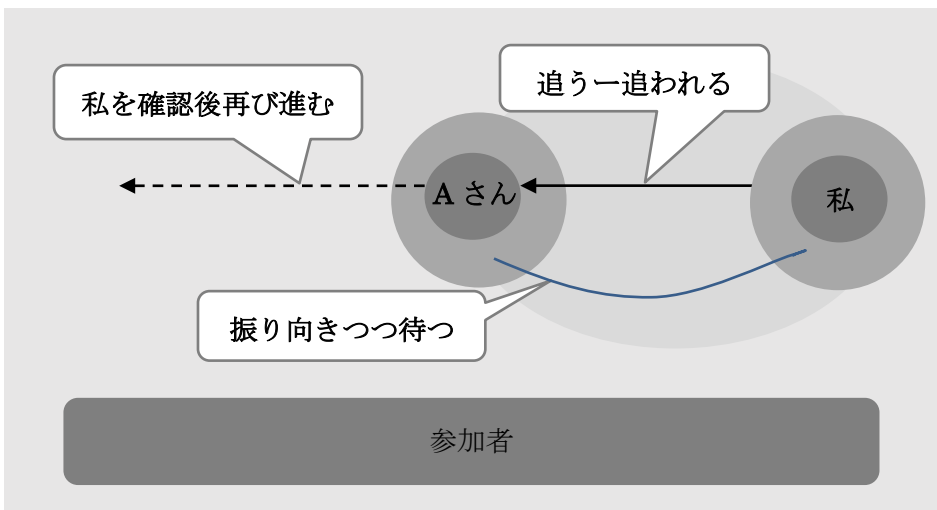 追うー追われる
私を確認後再び進む
Aさん
私
振り向きつつ待つ
参加者